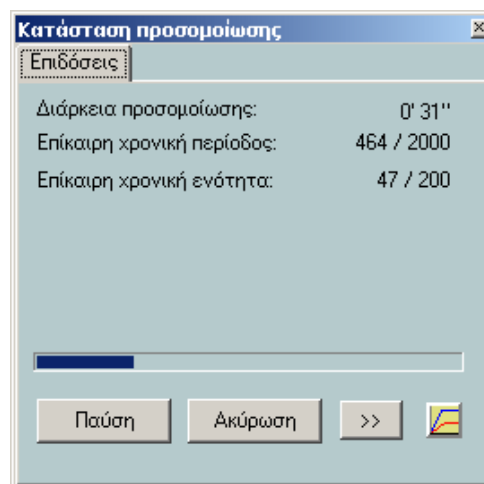 Κατάσταση προσομοίωσης
Επιδόσεις
Διάρκεια προσομοίωσης: 0' 31''
Επίκαιρη χρονική περίοδος: 464 / 2000
Επίκαιρη χρονική ενότητα: 47 / 200
Παύση Ακύρωση >>